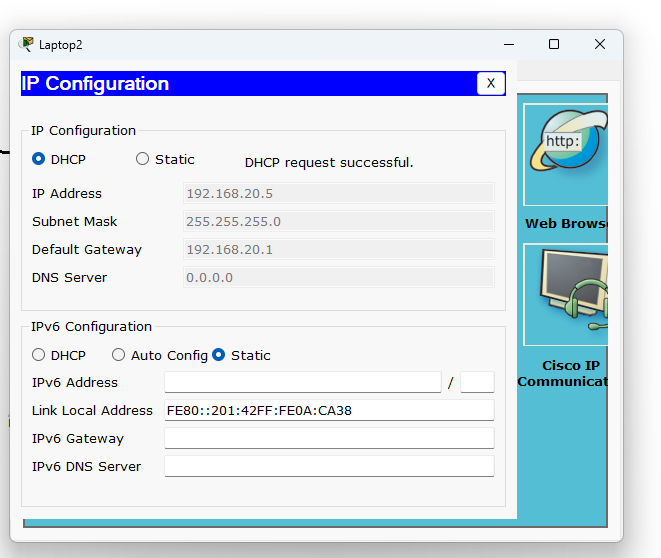 Laptop2
IP Configuration
X
IP Configuration
DHCP
Static
DHCP request successful.
IP Address
192.168.20.5
Subnet Mask
255.255.255.0
Default Gateway
192.168.20.1
DNS Server
0.0.0.0
IPv6 Configuration
DHCP
Auto Config
Static
IPv6 Address
/
Link Local Address
FE80::201:42FF:FE0A:CA38
IPv6 Gateway
IPv6 DNS Server
http:
Web Brows
Cisco IP
Communicat